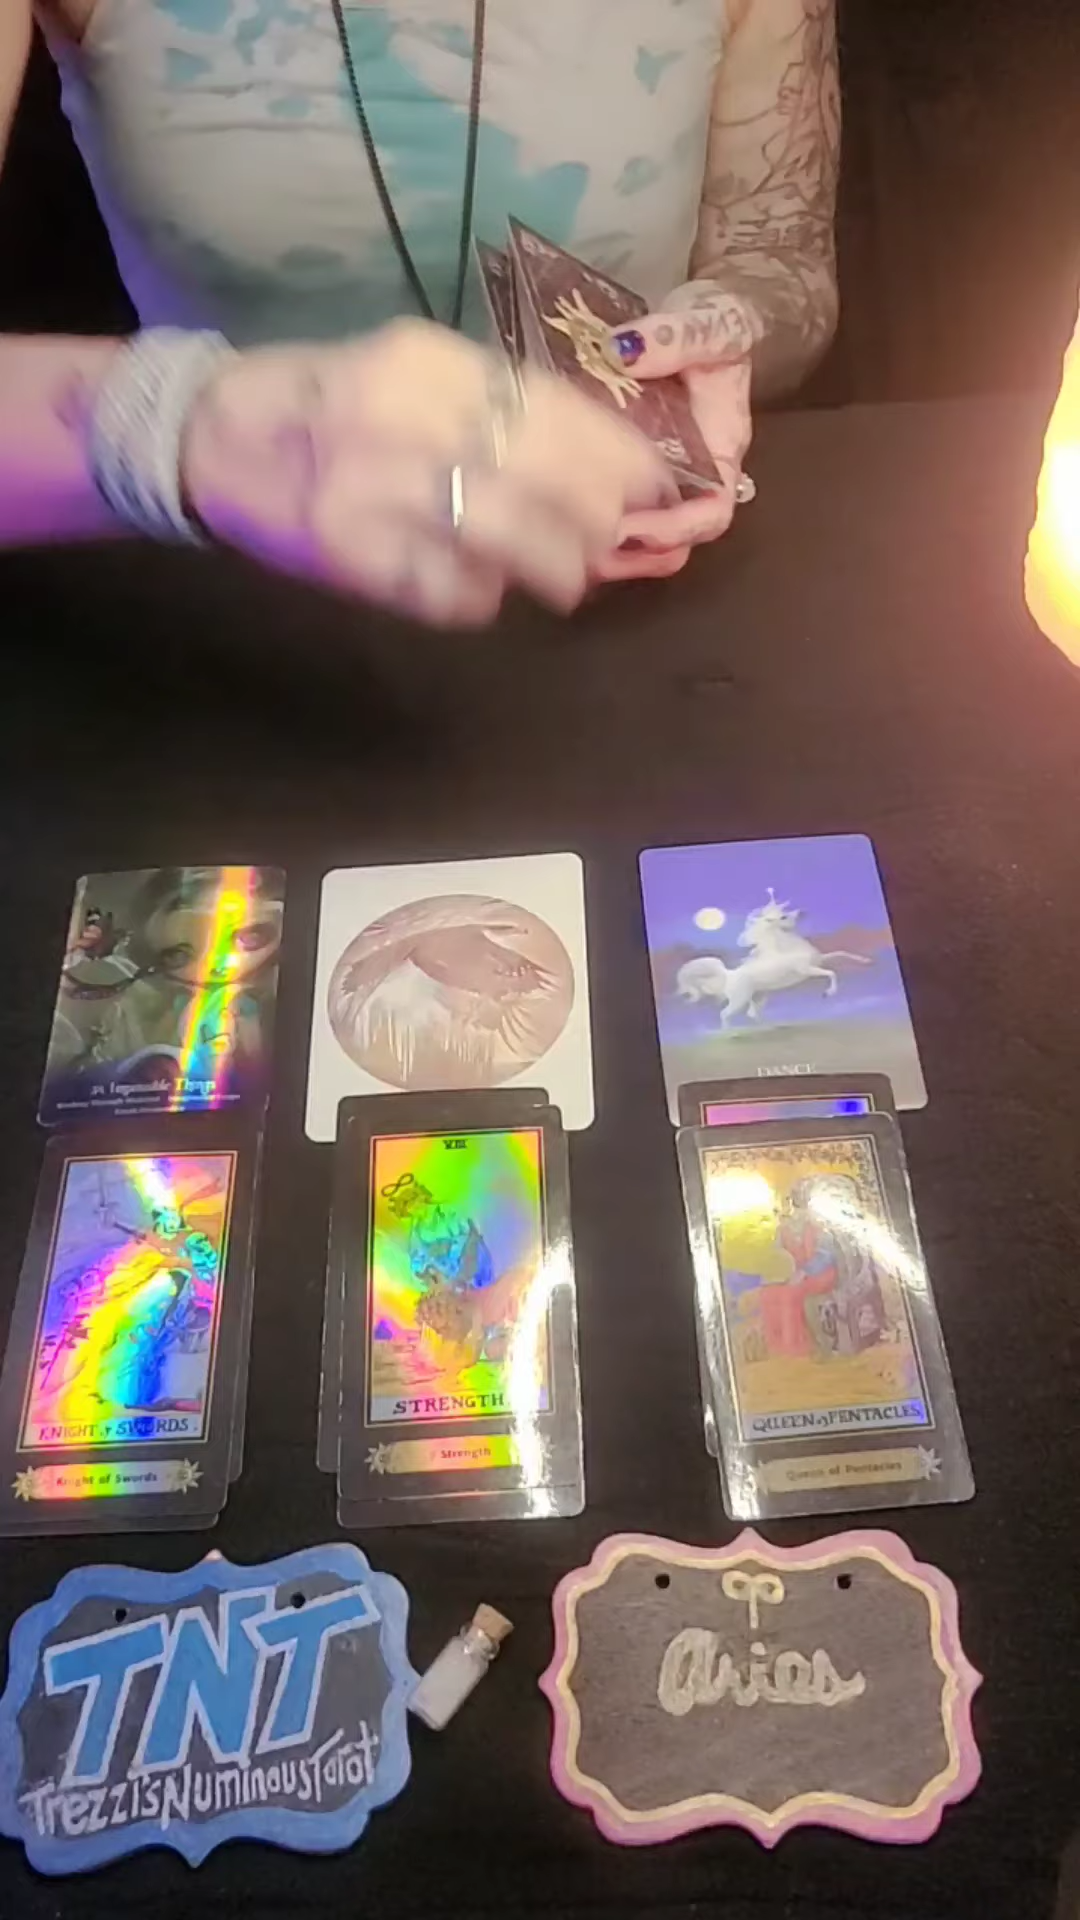 31. Impossible Things
DANCE
VIII
KNIGHT of SWORDS.
STRENGTH
QUEEN of PENTACLES
Knight of Swords
Strength
Queen of Pentacles
TNT
Trezzi's Numinous Tarot
Aries